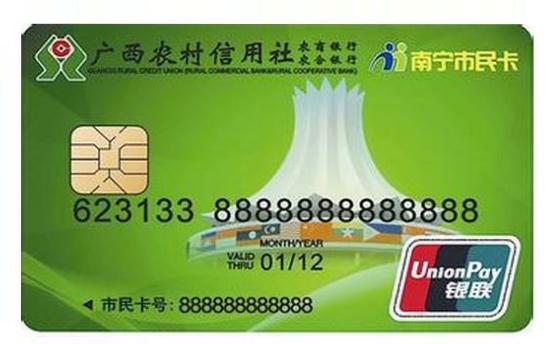 广西农村信用社 农商银行 农合银行
GUANGXI RURAL CREDIT UNION (RURAL COMMERCIAL BANK&RURAL COOPERATIVE BANK)
南宁市民卡
623133 8888888888888
MONTH/YEAR
VALID THRU 01/12
市民卡号: 888888888888
UnionPay
银联